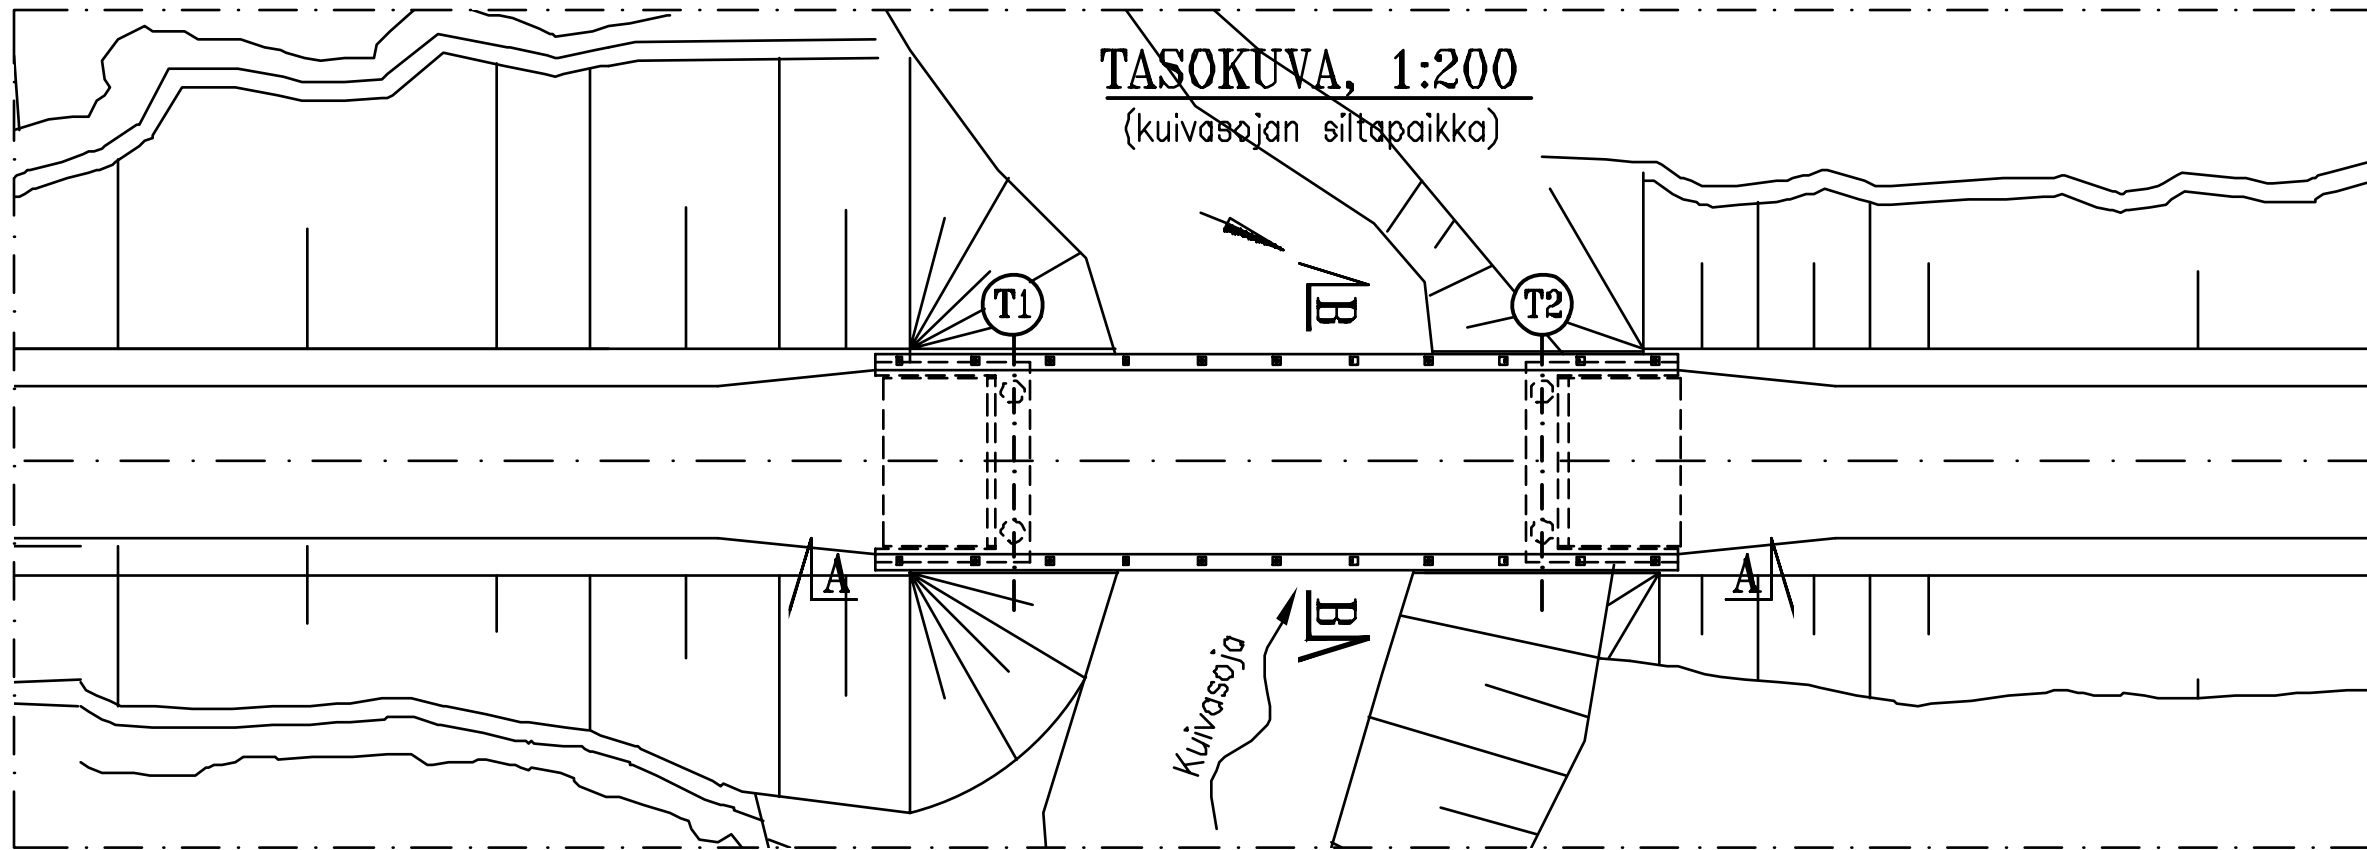 TASOKUVA, 1:200
(kuivasojan siltapaikka)
T1
B
T2
A
A
B
Kuivasoja